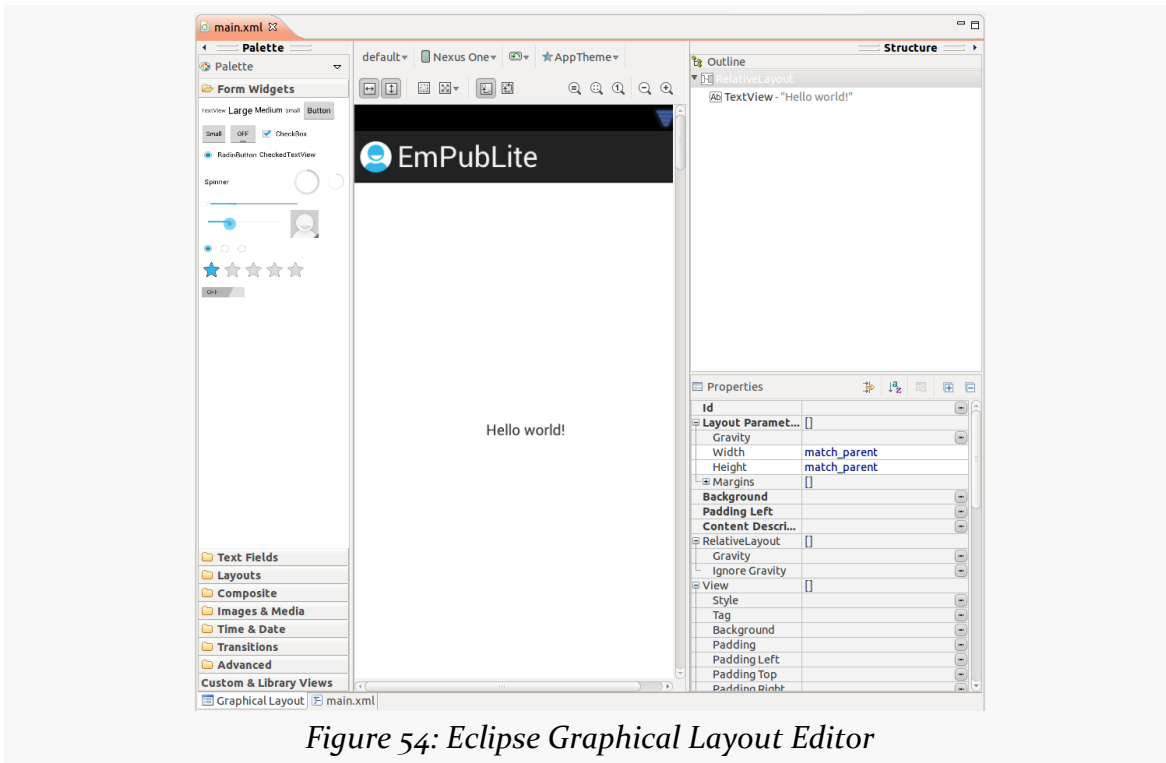 main.xml
Palette
Palette
Form Widgets
TextView Large Medium Small Button
Small OFF CheckBox
RadioButton CheckedTextView
Spinner
OFF
Text Fields
Layouts
Composite
Images & Media
Time & Date
Transitions
Advanced
Custom & Library Views
Graphical Layout main.xml
default Nexus One AppTheme
EmPubLite
Hello world!
Structure
Outline
RelativeLayout
Ab TextView - "Hello world!"
Properties
Id
Layout Paramet... []
Gravity
Width match_parent
Height match_parent
Margins []
Background
Padding Left
Content Descri...
RelativeLayout []
Gravity
Ignore Gravity
View []
Style
Tag
Background
Padding
Padding Left
Padding Top
Padding Right
Figure 54: Eclipse Graphical Layout Editor